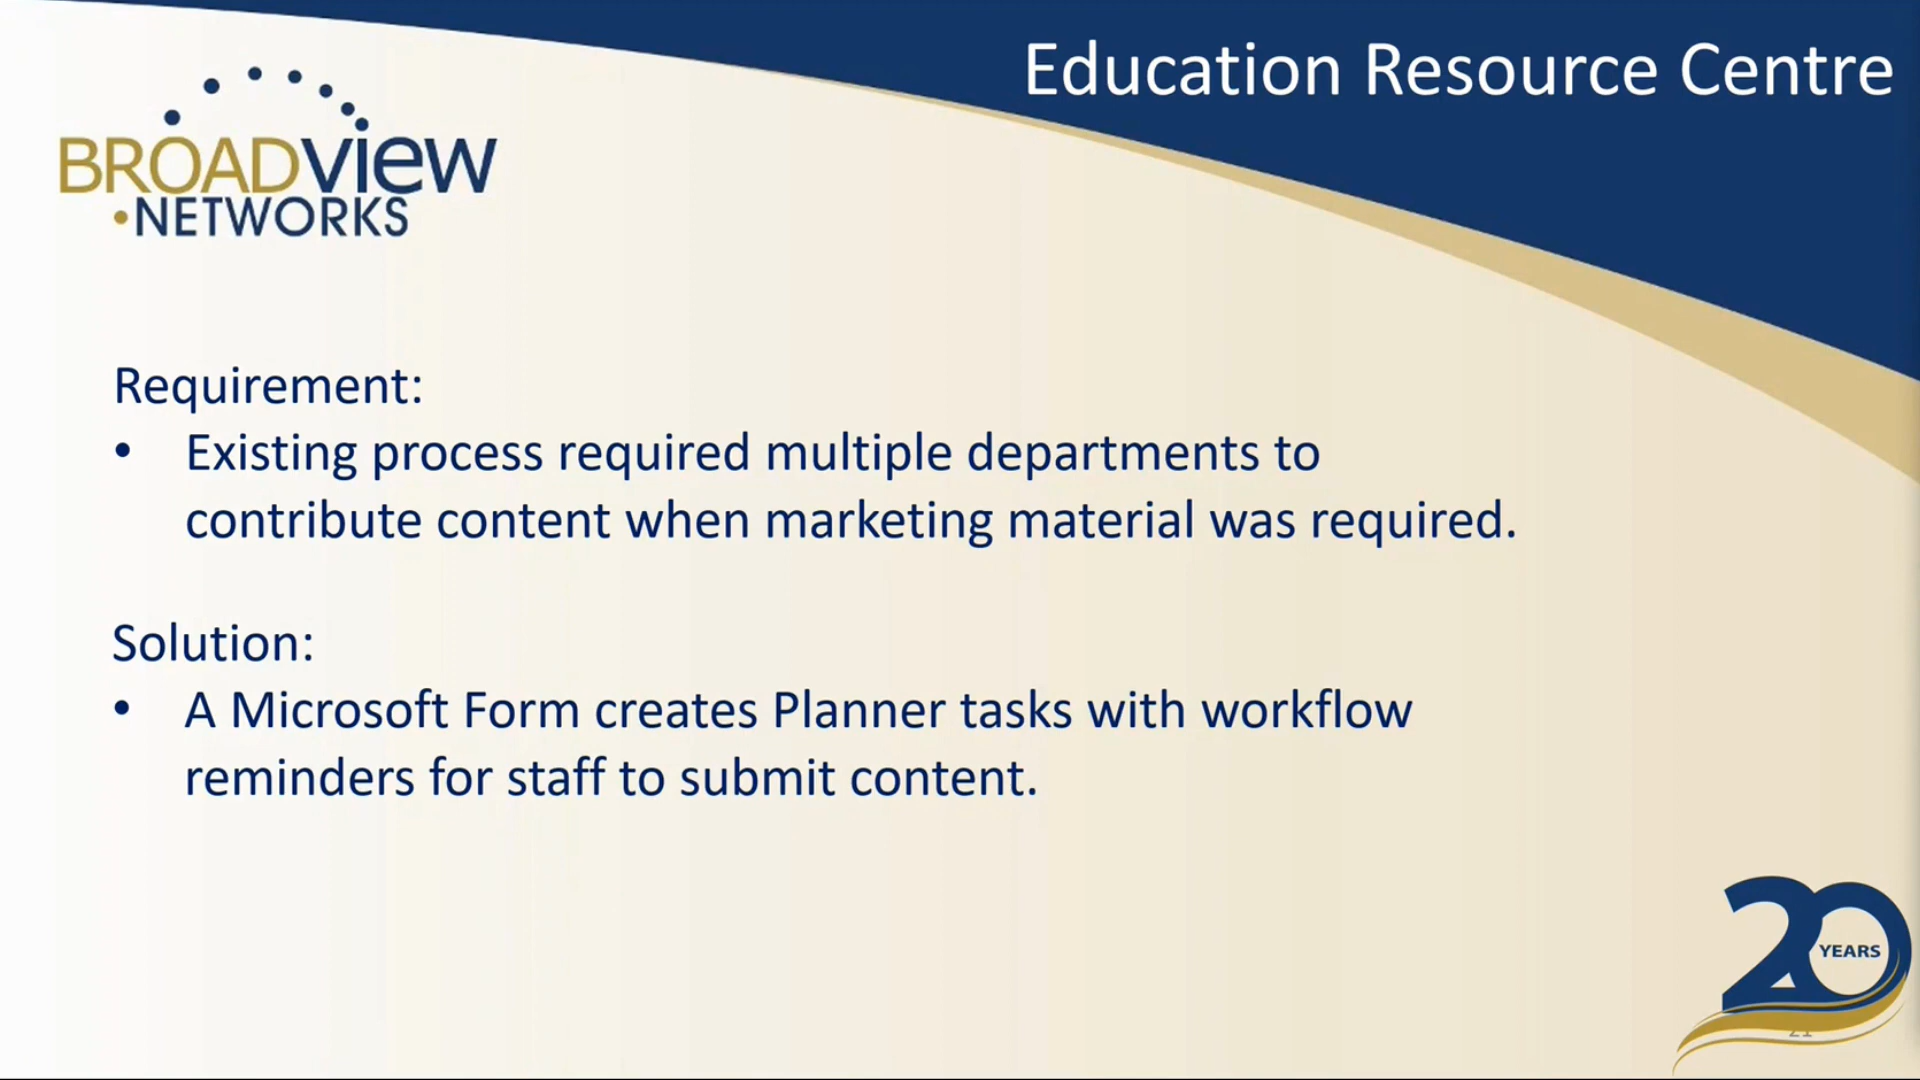 Education Resource Centre
BROADVIEW
•NETWORKS
Requirement:
• Existing process required multiple departments to
contribute content when marketing material was required.
Solution:
• A Microsoft Form creates Planner tasks with workflow
reminders for staff to submit content.
20
YEARS
21